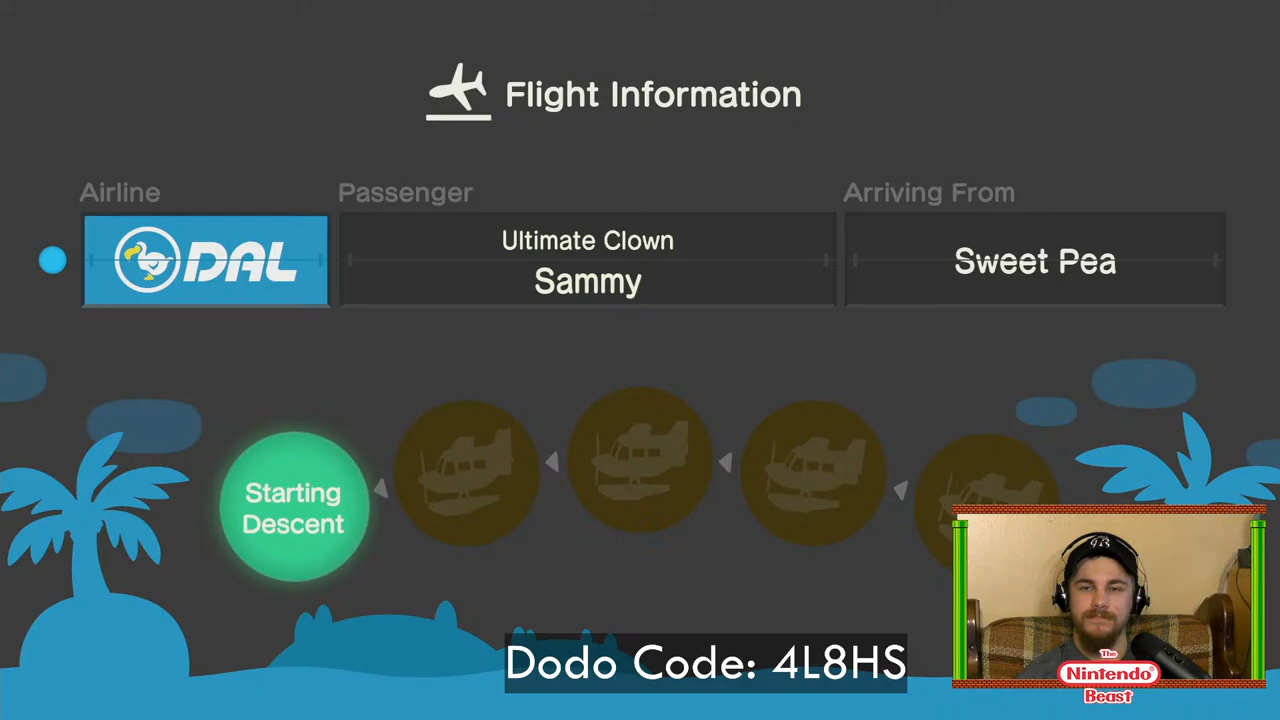 Flight Information
Airline
Passenger
Arriving From
DAL
Ultimate Clown
Sammy
Sweet Pea
Starting
Descent
Dodo Code: 4L8HS
The
Nintendo
Beast